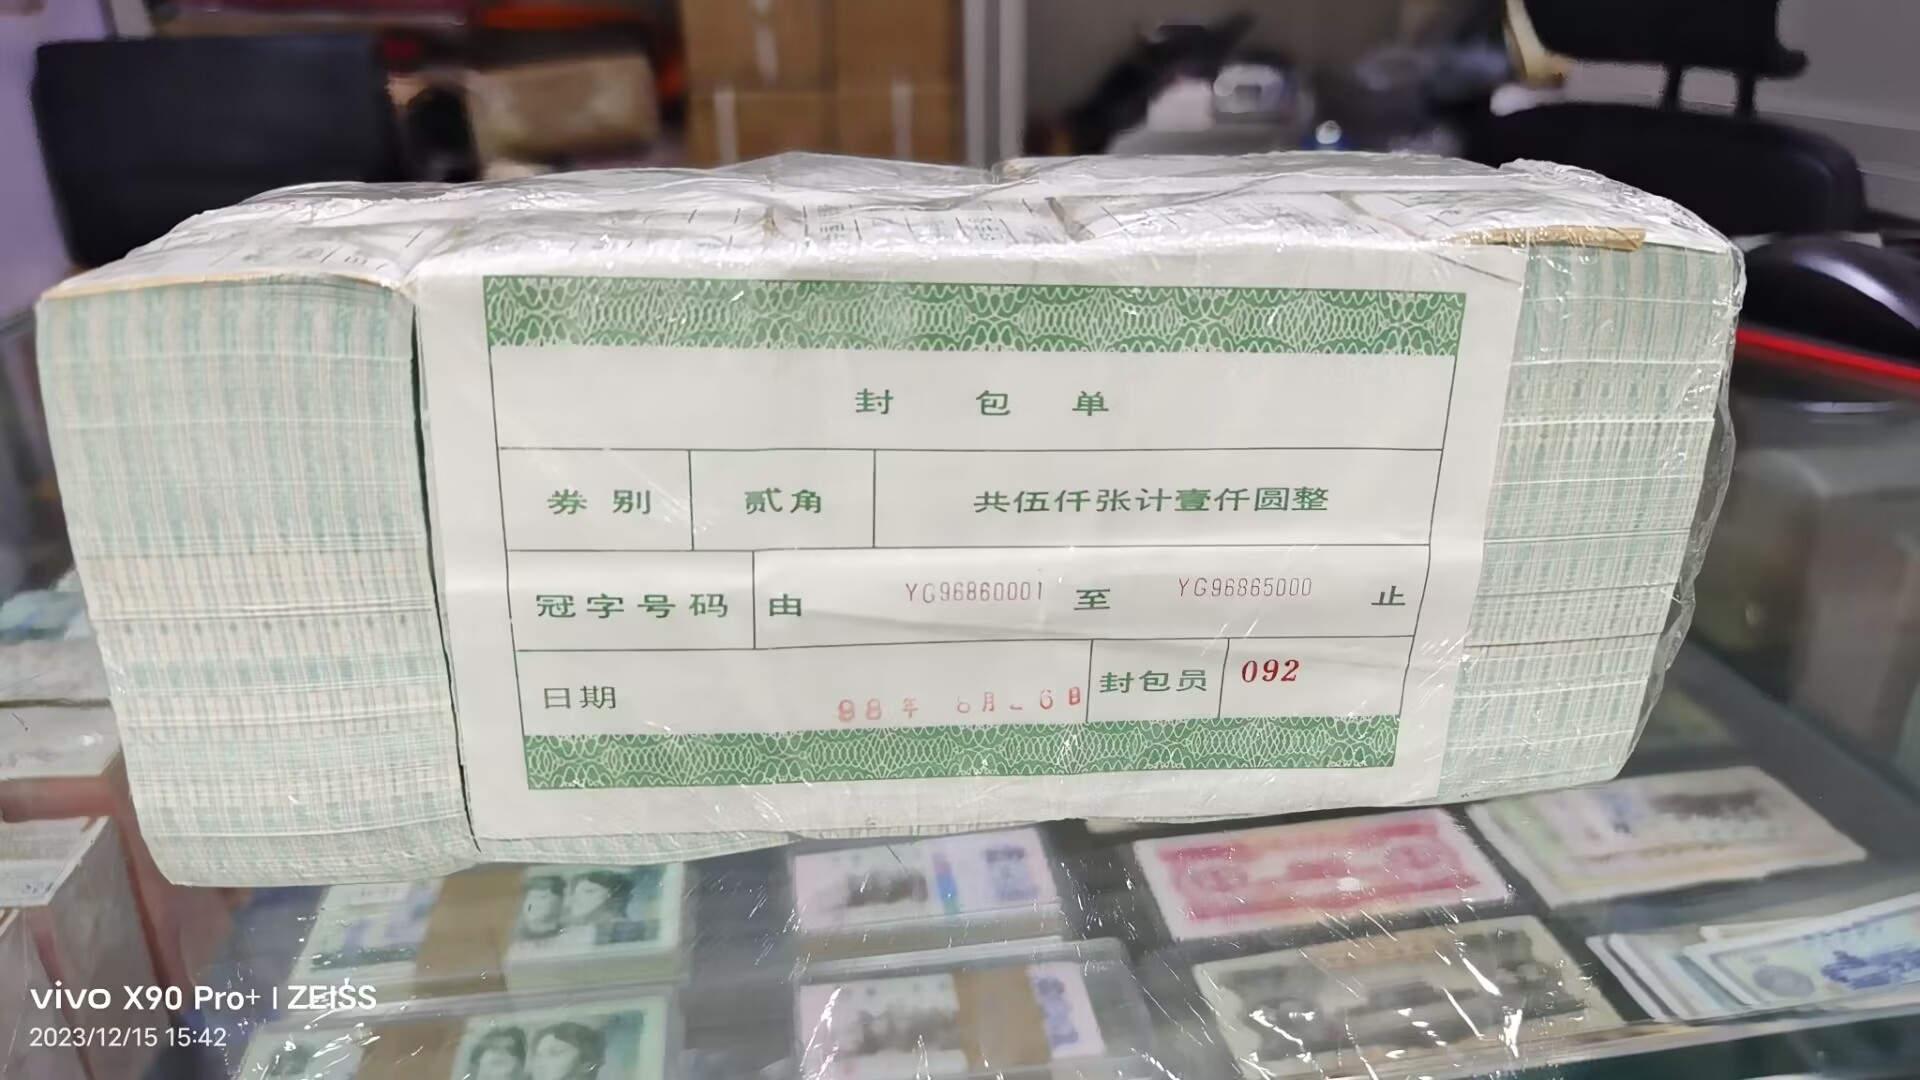 封 包 单
券 别 贰角 共伍仟张计壹仟圆整
冠字号码 由 YG96860001 至 YG96865000 止
日期 98年 月 6日 封包员 092
vivo X90 Pro+ | ZEISS
2023/12/15 15:42